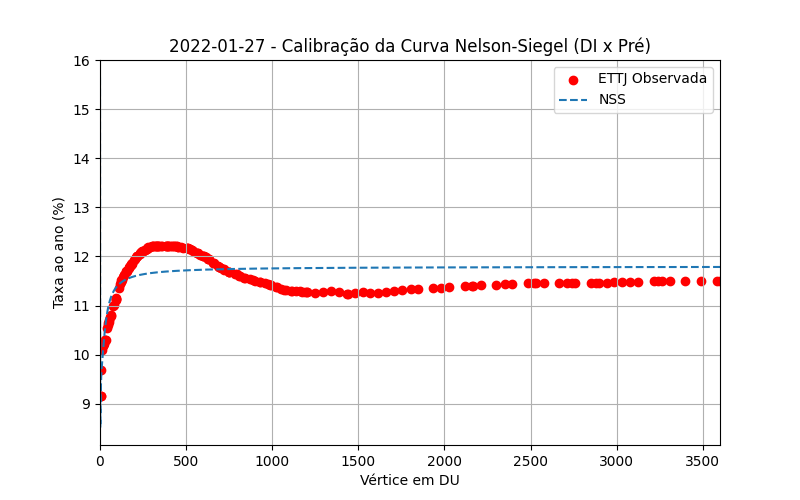 2022-01-27 - Calibração da Curva Nelson-Siegel (DI x Pré)
ETTJ Observada
NSS
Taxa ao ano (%)
16
15
14
13
12
11
10
9
0 500 1000 1500 2000 2500 3000 3500
Vértice em DU